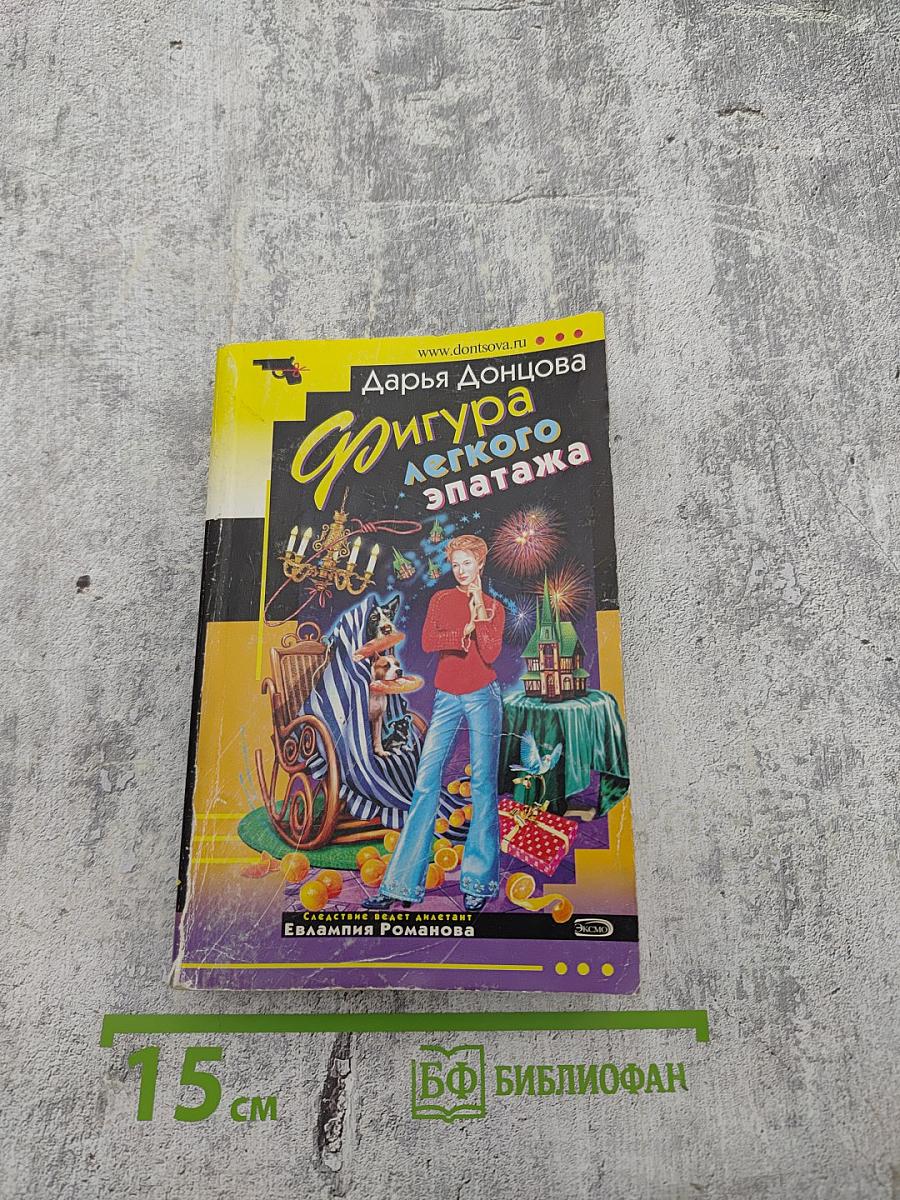 www.dontsova.ru
Дарья Донцова
Фигура
легкого
эпатажа
Следствие ведет дилетант
Евлампия Романова
ЭКСМО
15 см
БФ БИБЛИОФАН